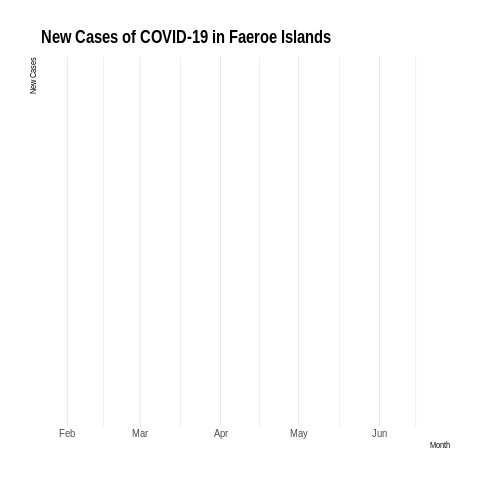 New Cases of COVID-19 in Faeroe Islands
New Cases
Feb Mar Apr May Jun
Month